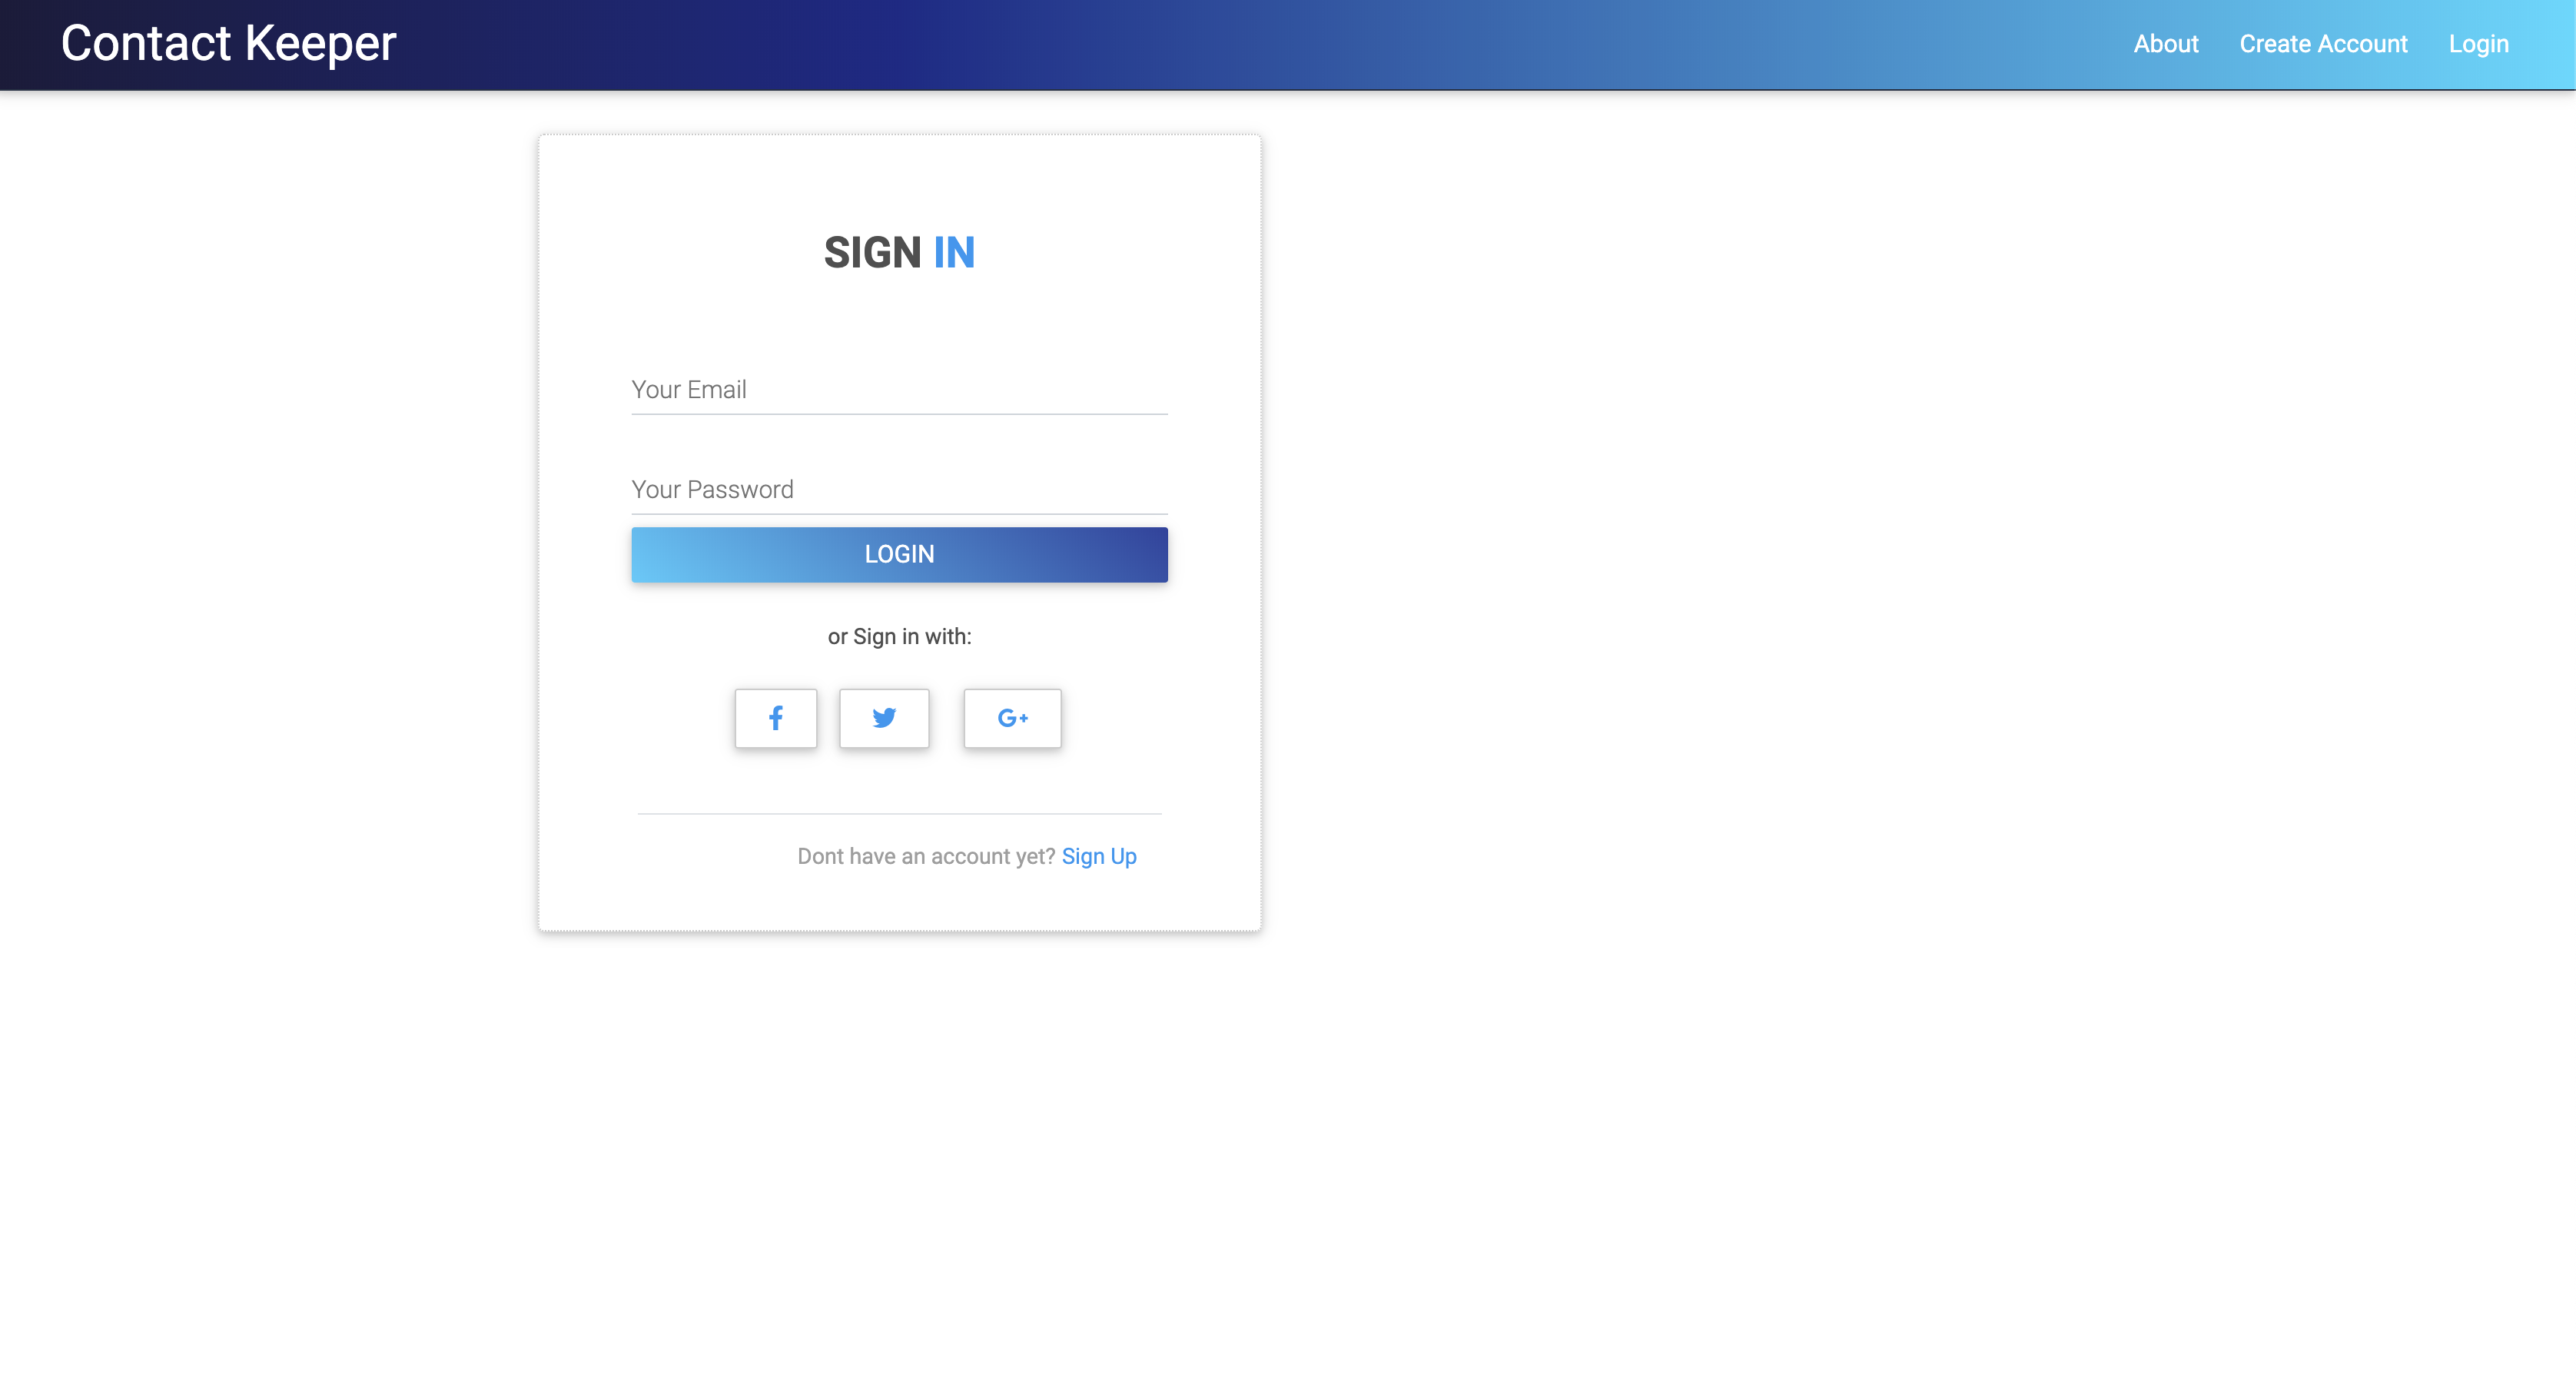 Contact Keeper
About Create Account Login
SIGN IN
Your Email
Your Password
LOGIN
or Sign in with:
G+
Dont have an account yet? Sign Up